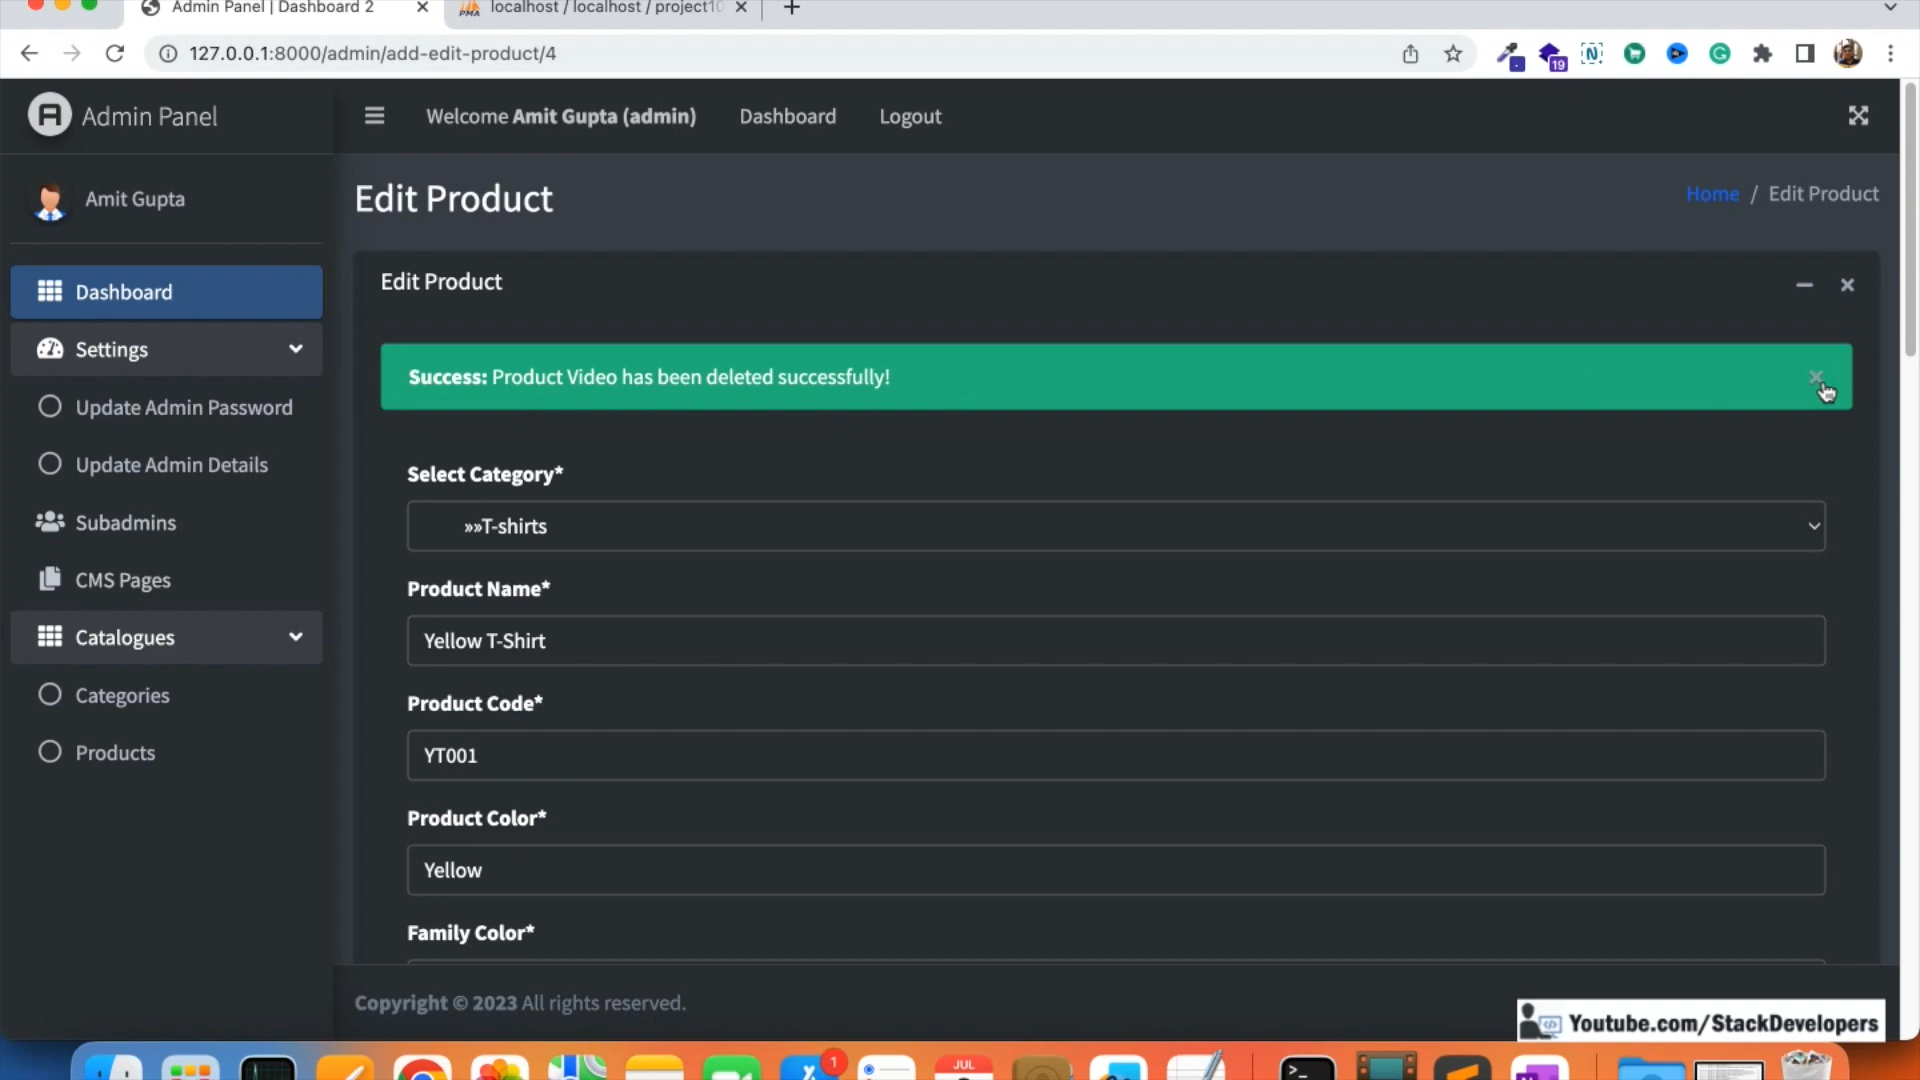 Admin Panel | Dashboard 2
localhost / localhost / project10
127.0.0.1:8000/admin/add-edit-product/4
19
Admin Panel
Welcome Amit Gupta (admin)
Dashboard
Logout
Amit Gupta
Edit Product
Home / Edit Product
Dashboard
Edit Product
Settings
Success: Product Video has been deleted successfully!
Update Admin Password
Update Admin Details
Select Category*
»»T-shirts
Subadmins
CMS Pages
Product Name*
Yellow T-Shirt
Catalogues
Categories
Product Code*
YT001
Products
Product Color*
Yellow
Family Color*
Copyright © 2023 All rights reserved.
Youtube.com/StackDevelopers
1
JUL